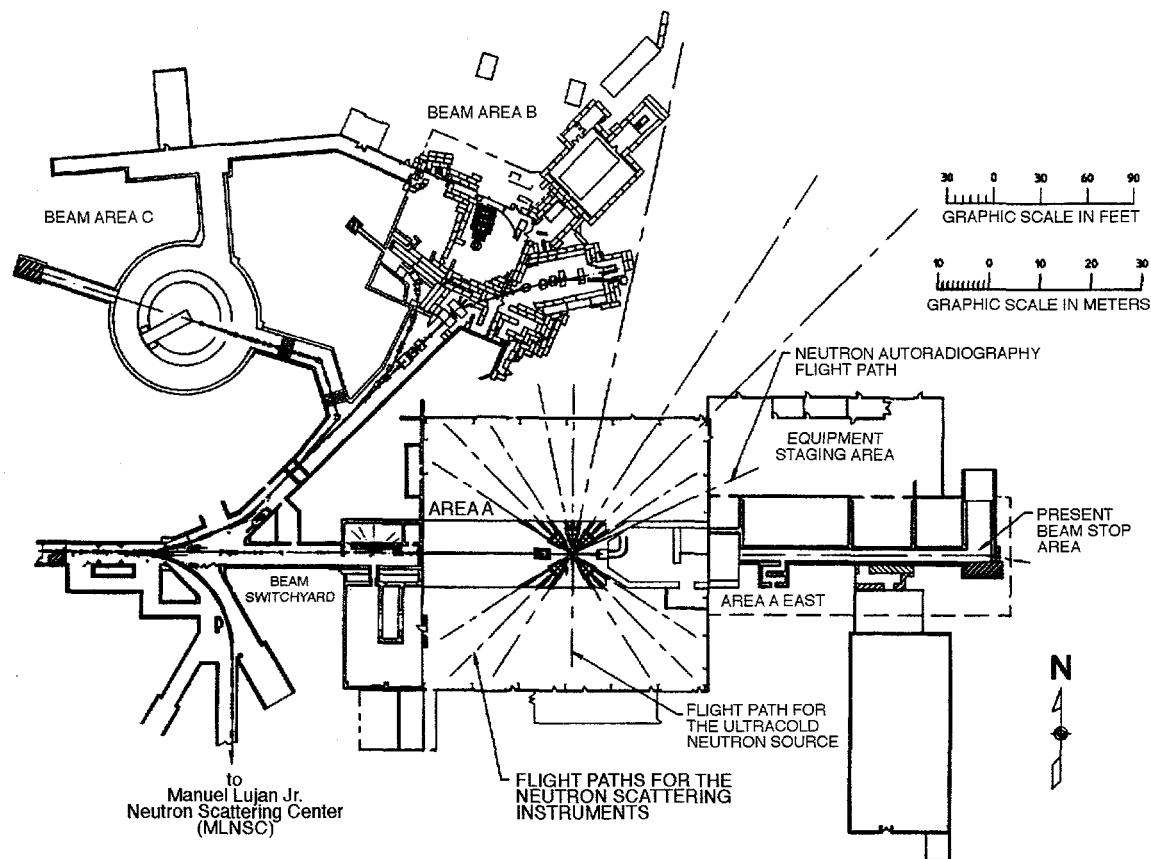 BEAM AREA B
BEAM AREA C
30 0 30 60 90
GRAPHIC SCALE IN FEET
10 0 10 20 30
GRAPHIC SCALE IN METERS
NEUTRON AUTORADIOGRAPHY
FLIGHT PATH
EQUIPMENT
STAGING AREA
AREA A
PRESENT
BEAM STOP
AREA
BEAM
SWITCHYARD
AREA A EAST
N
FLIGHT PATH FOR
THE ULTRACOLD
NEUTRON SOURCE
FLIGHT PATHS FOR THE
NEUTRON SCATTERING
INSTRUMENTS
to
Manuel Lujan Jr.
Neutron Scattering Center
(MLNSC)